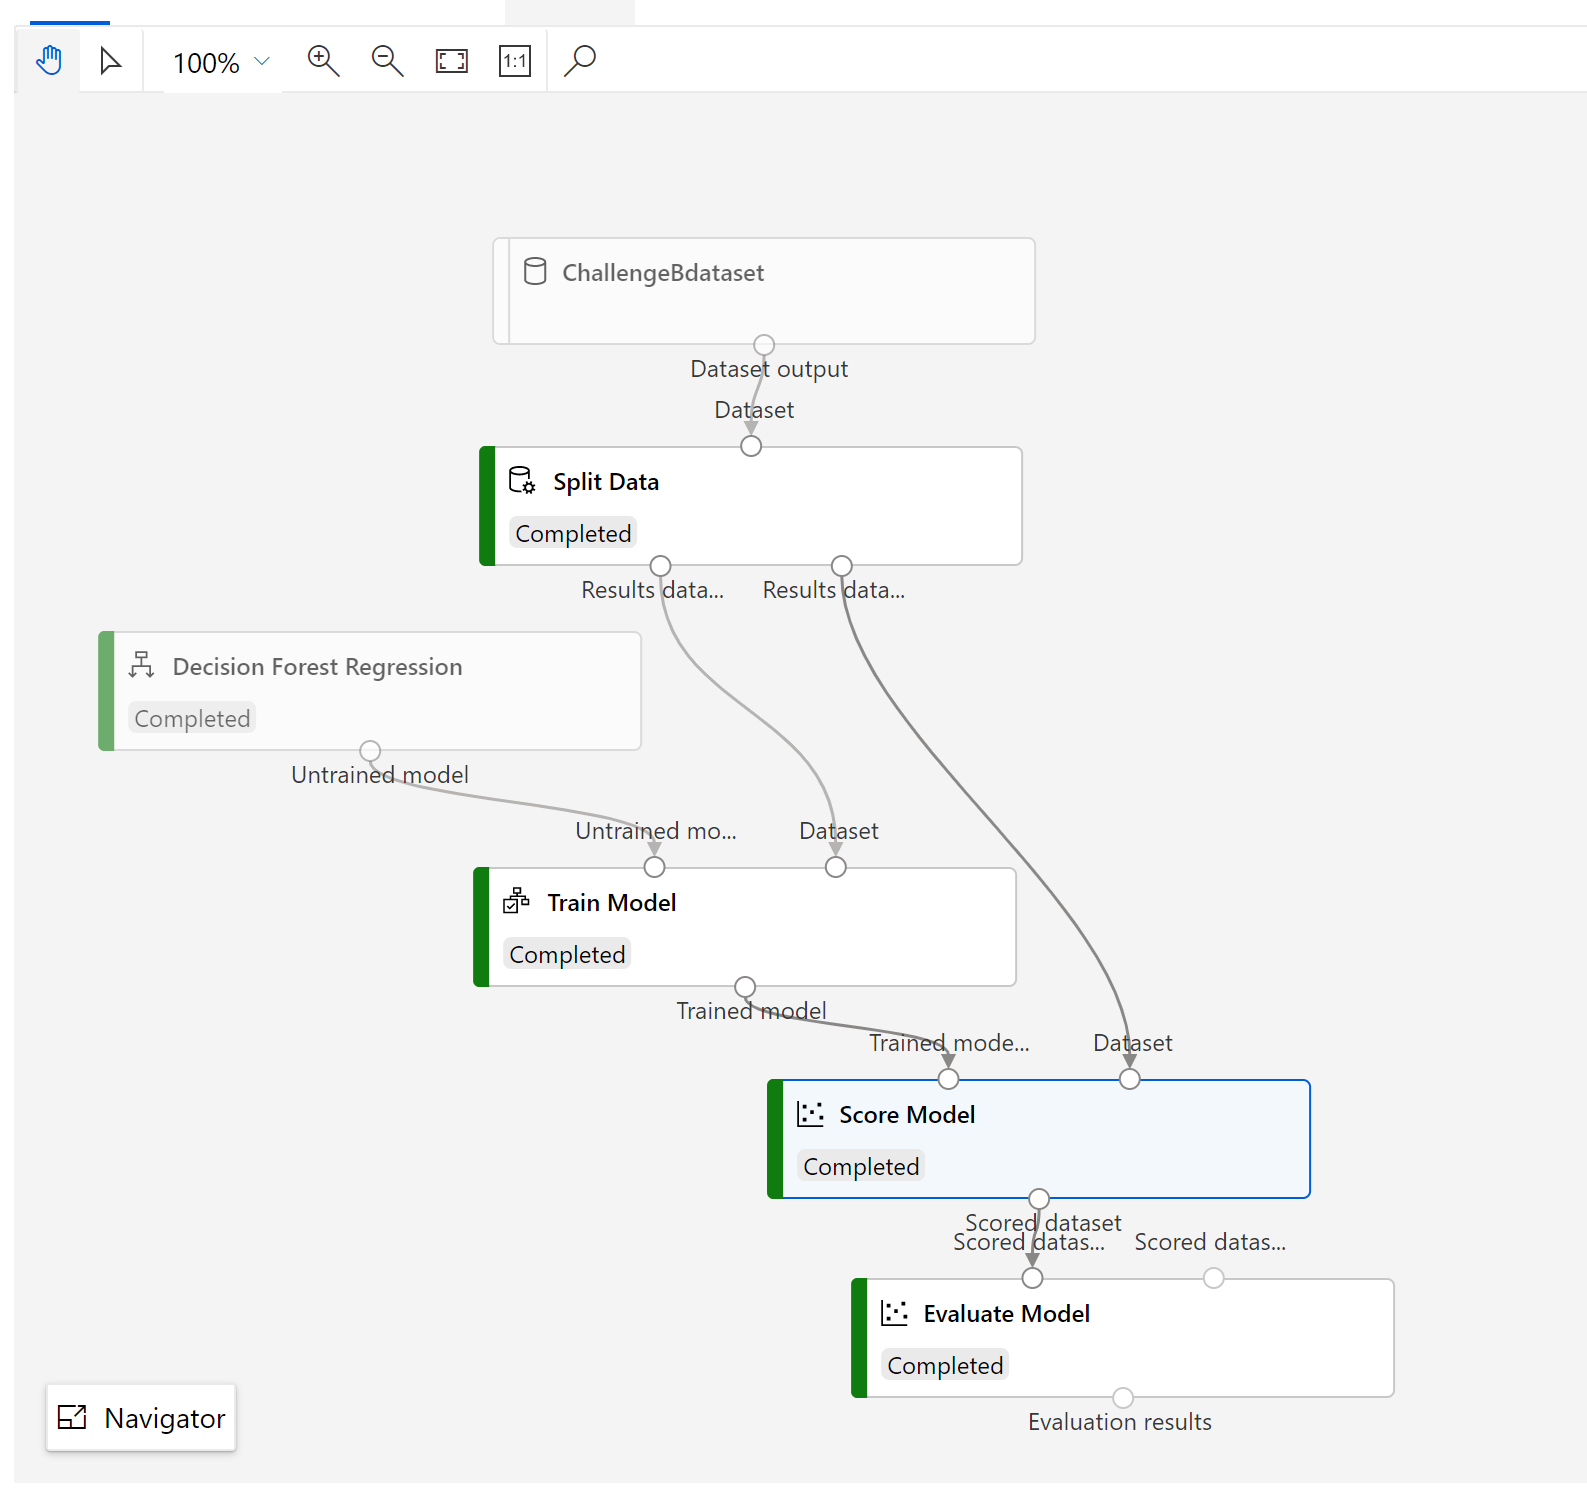 100%
1:1
ChallengeBdataset
Dataset output
Dataset
Split Data
Completed
Results data...
Results data...
Decision Forest Regression
Completed
Untrained model
Untrained mo...
Dataset
Train Model
Completed
Trained model
Trained mode...
Dataset
Score Model
Completed
Scored dataset
Scored datas...
Scored datas...
Evaluate Model
Completed
Evaluation results
Navigator